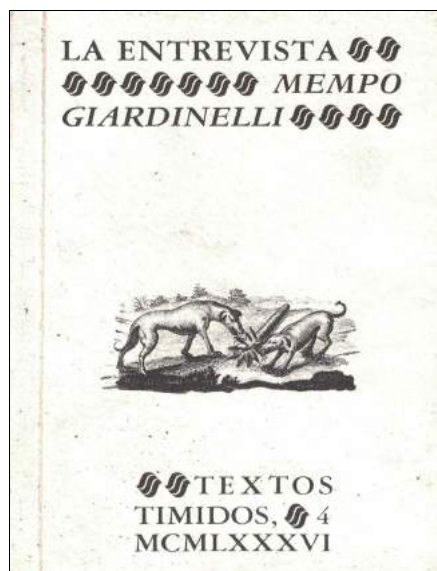 LA ENTREVISTA
MEMPO
GIARDINELLI
TEXTOS
TIMIDOS, 4
MCMLXXXVI